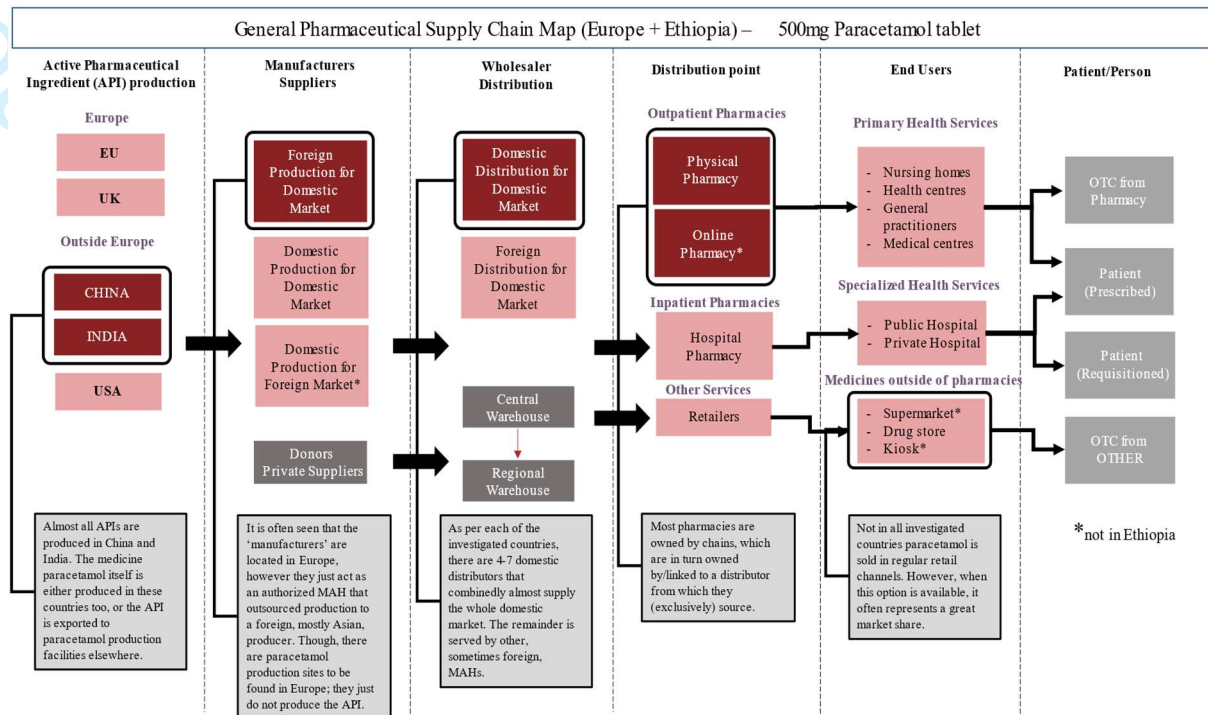 General Pharmaceutical Supply Chain Map (Europe + Ethiopia) – 500mg Paracetamol tablet
Active Pharmaceutical
Ingredient (API) production
Europe
EU
UK
Outside Europe
CHINA
INDIA
USA
Almost all APIs are
produced in China and
India. The medicine
paracetamol itself is
either produced in these
countries too, or the API
is exported to
paracetamol production
facilities elsewhere.
Manufacturers
Suppliers
Foreign
Production for
Domestic
Market
Domestic
Production for
Domestic
Market
Domestic
Production for
Foreign Market*
Donors
Private Suppliers
It is often seen that the
‘manufacturers’ are
located in Europe,
however they just act as
an authorized MAH that
outsourced production to
a foreign, mostly Asian,
producer. Though, there
are paracetamol
production sites to be
found in Europe; they just
do not produce the API.
Wholesaler
Distribution
Domestic
Distribution for
Domestic
Market
Foreign
Distribution for
Domestic
Market
Central
Warehouse
Regional
Warehouse
As per each of the
investigated countries,
there are 4-7 domestic
distributors that
combinedly almost supply
the whole domestic
market. The remainder is
served by other,
sometimes foreign,
MAHs.
Distribution point
Outpatient Pharmacies
Physical
Pharmacy
Online
Pharmacy*
Inpatient Pharmacies
Hospital
Pharmacy
Other Services
Retailers
Most pharmacies are
owned by chains, which
are in turn owned
by/linked to a distributor
from which they
(exclusively) source.
End Users
Primary Health Services
- Nursing homes
- Health centres
- General
practitioners
- Medical centres
Specialized Health Services
- Public Hospital
- Private Hospital
Medicines outside of pharmacies
- Supermarket*
- Drug store
- Kiosk*
Not in all investigated
countries paracetamol is
sold in regular retail
channels. However, when
this option is available, it
often represents a great
market share.
Patient/Person
OTC from
Pharmacy
Patient
(Prescribed)
Patient
(Requisitioned)
OTC from
OTHER
*not in Ethiopia